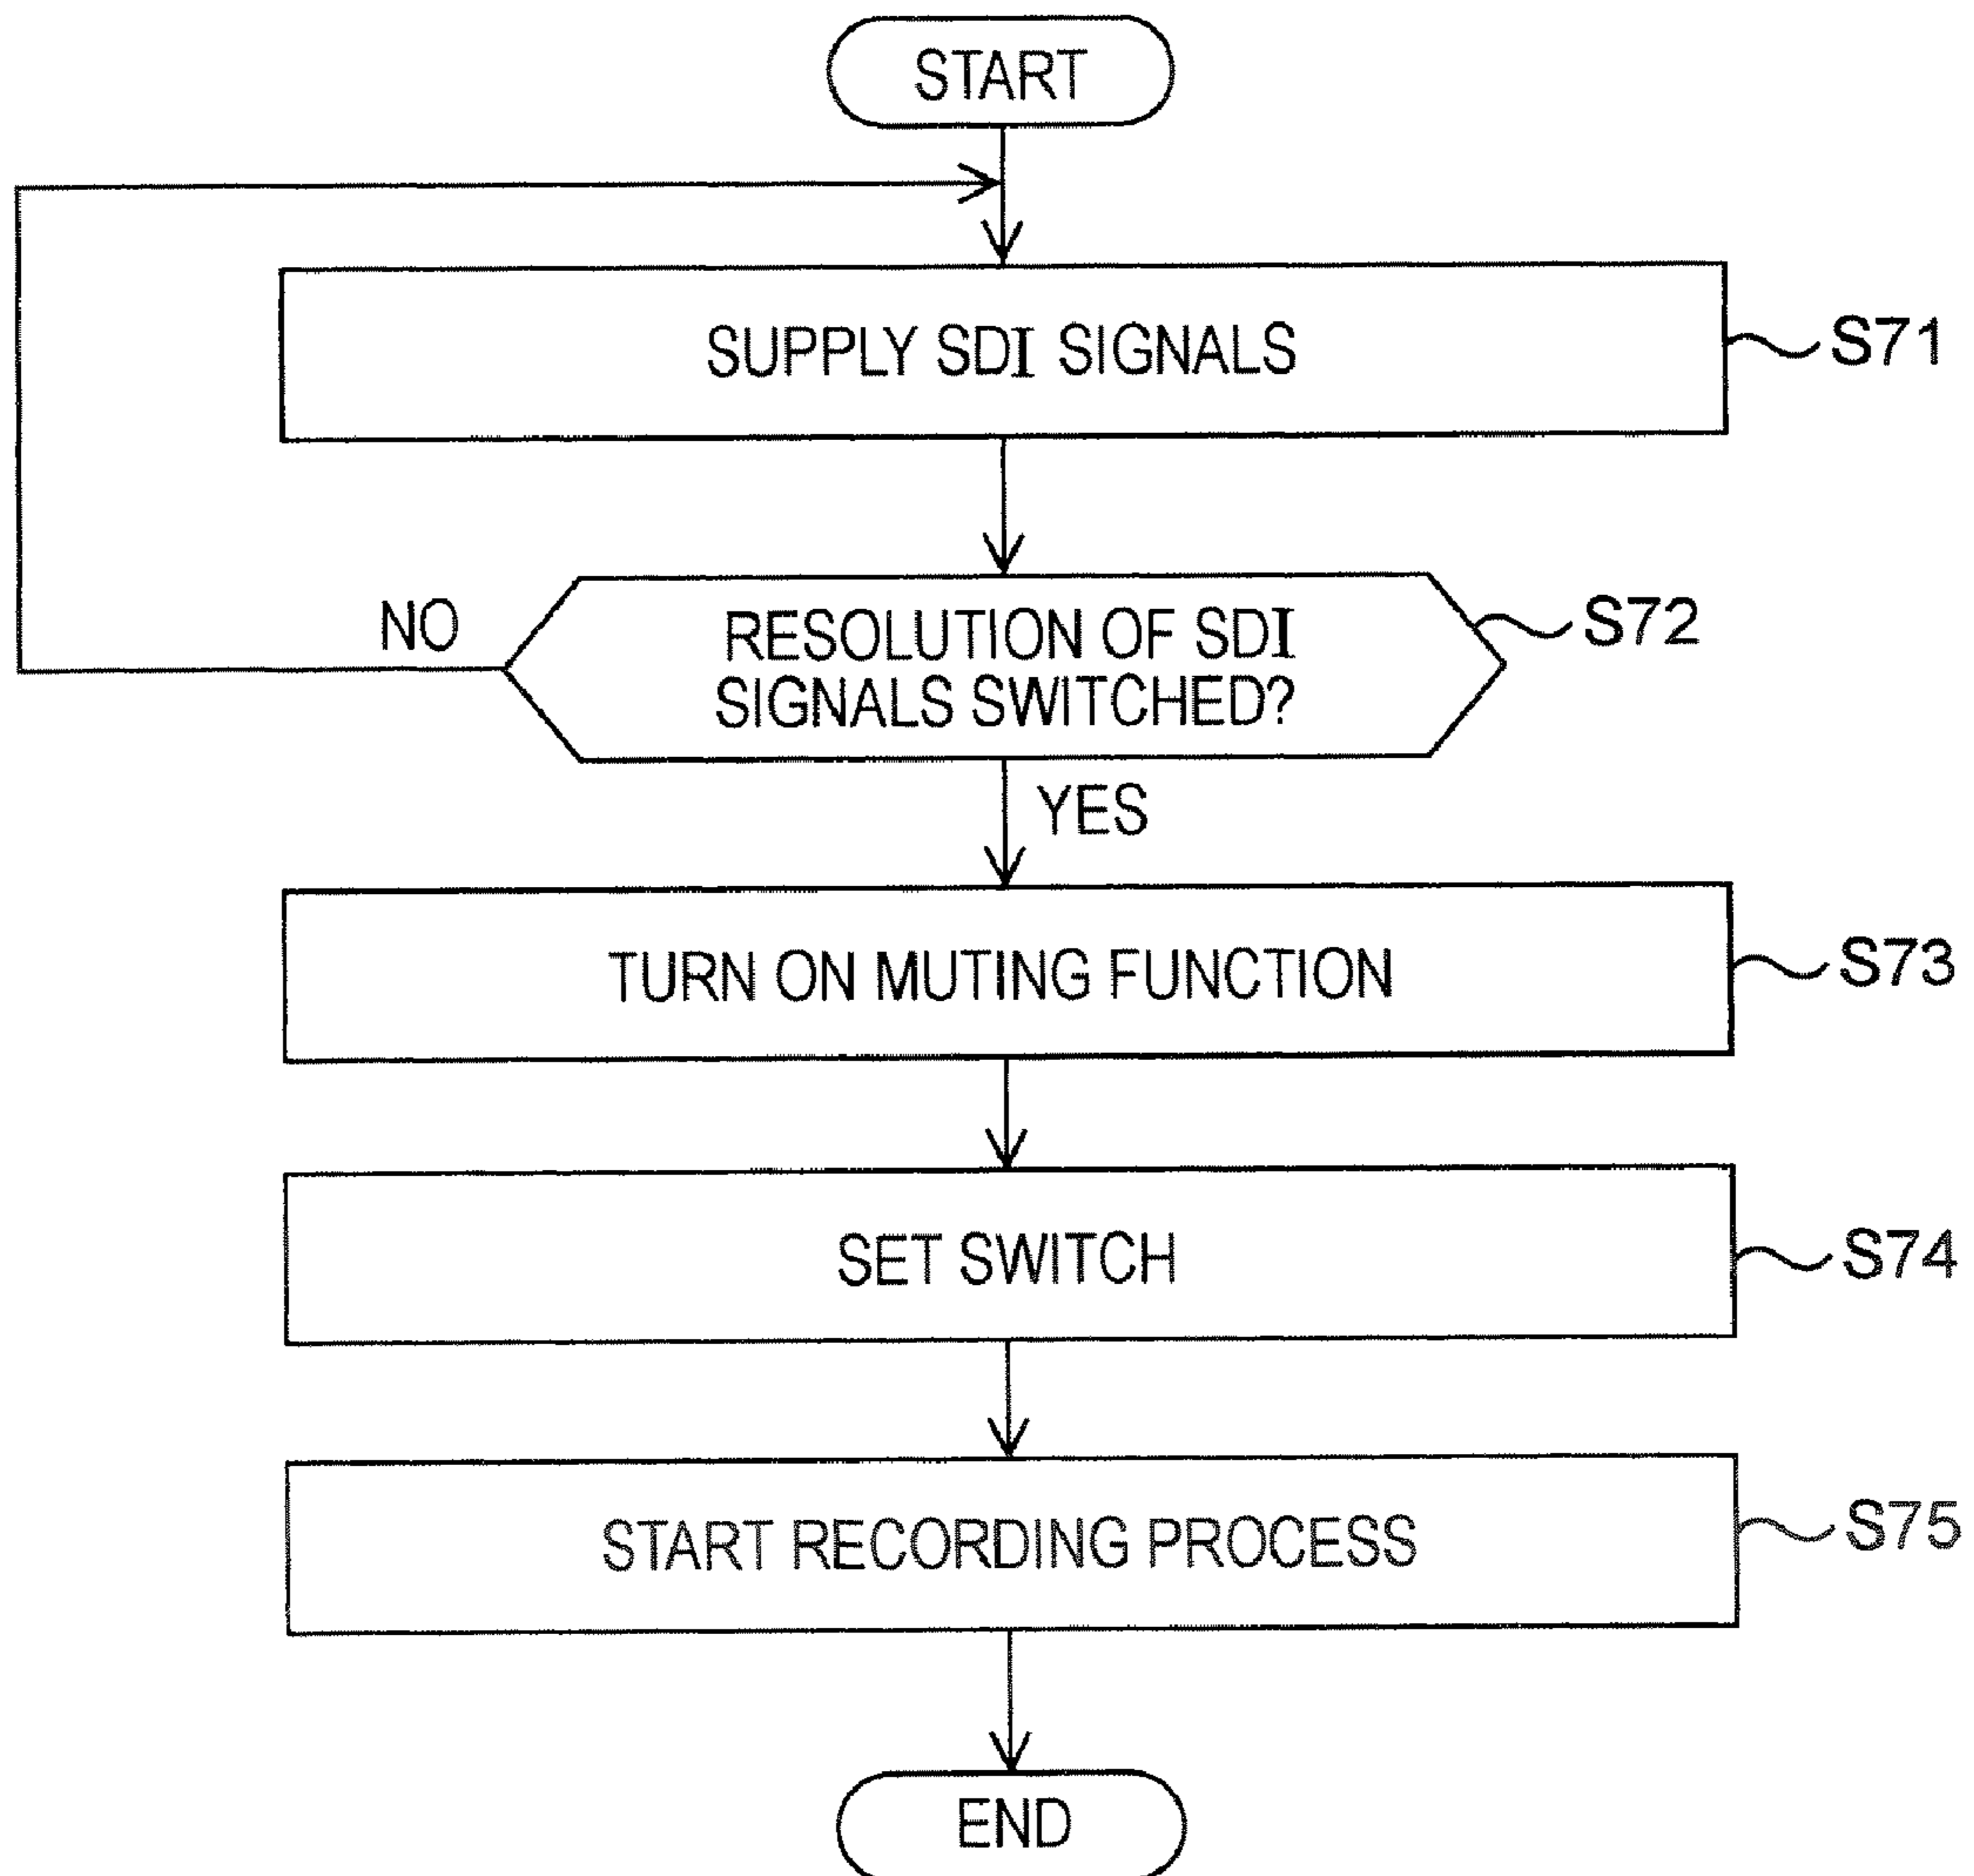 START
SUPPLY SDI SIGNALS
S71
RESOLUTION OF SDI
SIGNALS SWITCHED?
S72
NO
YES
TURN ON MUTING FUNCTION
S73
SET SWITCH
S74
START RECORDING PROCESS
S75
END